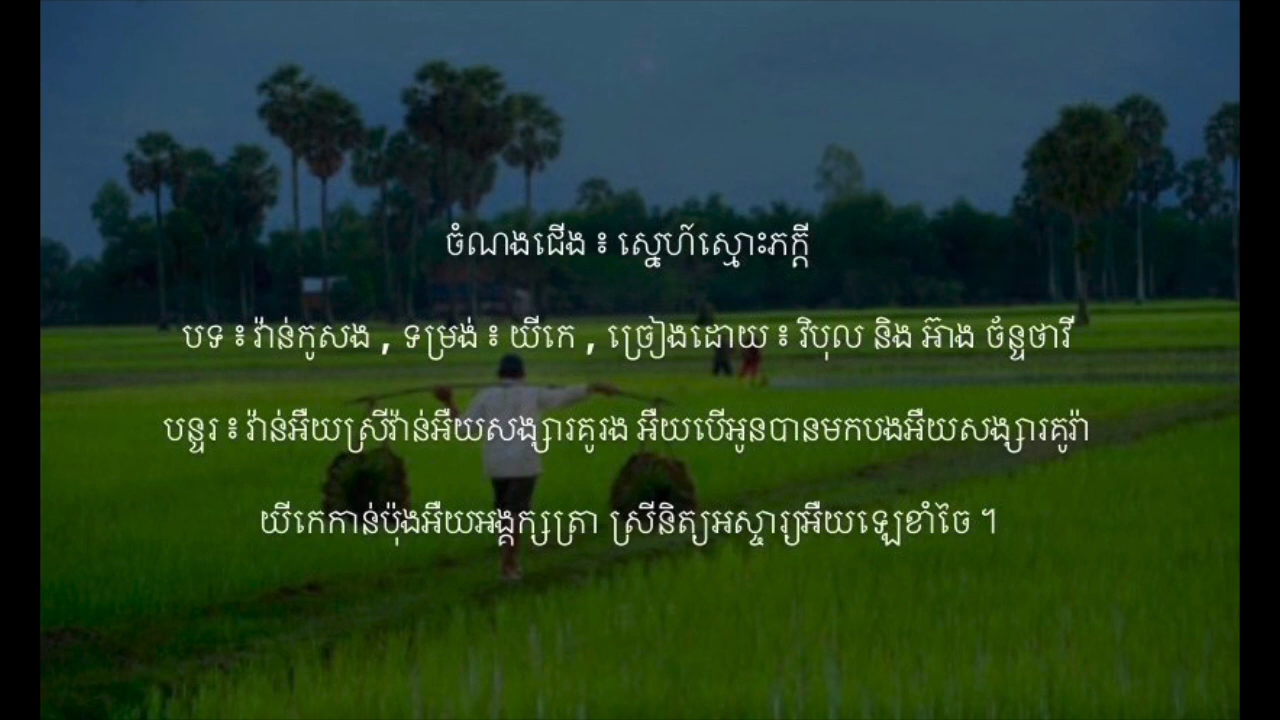 ចំណងជើង ៖ ស្នេហ៍ស្មោះភក្តី
បទ ៖ វ៉ាន់កូសង , ទម្រង់ ៖ យីកេ , ច្រៀងដោយ ៖ វិបុល និង អ៊ាង ច័ន្ទថាវី
បន្ទរ ៖ វ៉ាន់អឺយស្រីវ៉ាន់អឺយសង្សារគូរង អឺយបើអូនបានមកបងអឺយសង្សារគូរ៉ា
យីកេកាន់ប៉ុងអឺយអង្គក្សត្រា ស្រីនិត្យអស្ចារ្យអឺយឡេខាំចៃ ។